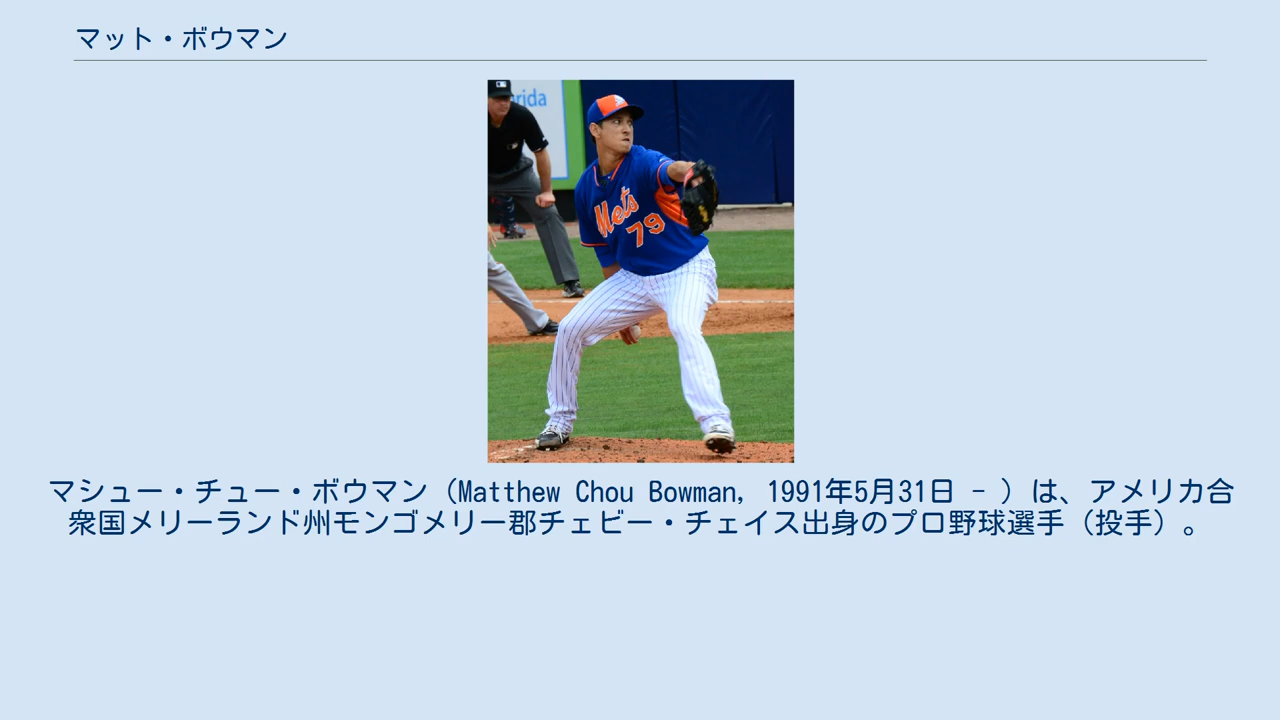 マット・ボウマン
rida
Mets
79
マシュー・チュー・ボウマン（Matthew Chou Bowman, 1991年5月31日 - ）は、アメリカ合
衆国メリーランド州モンゴメリー郡チェビー・チェイス出身のプロ野球選手（投手）。